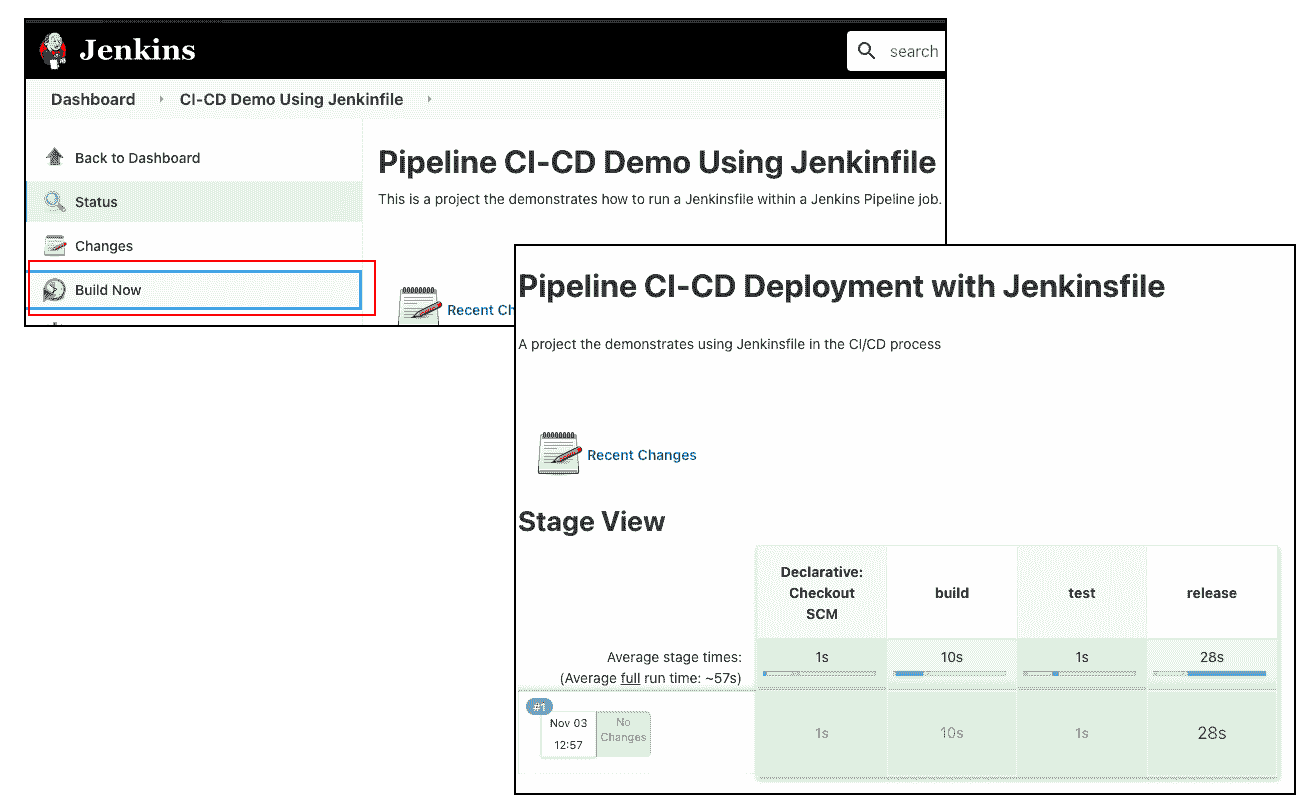 Jenkins
search
Dashboard
CI-CD Demo Using Jenkinfile
Back to Dashboard
Status
Changes
Build Now
Pipeline CI-CD Demo Using Jenkinfile
This is a project the demonstrates how to run a Jenkinsfile within a Jenkins Pipeline job.
Recent Ch
Pipeline CI-CD Deployment with Jenkinsfile
A project the demonstrates using Jenkinsfile in the CI/CD process
Recent Changes
Stage View
Declarative:
Checkout
SCM
build
test
release
Average stage times:
(Average full run time: ~57s)
1s
10s
1s
28s
#1
Nov 03
12:57
No
Changes
1s
10s
1s
28s